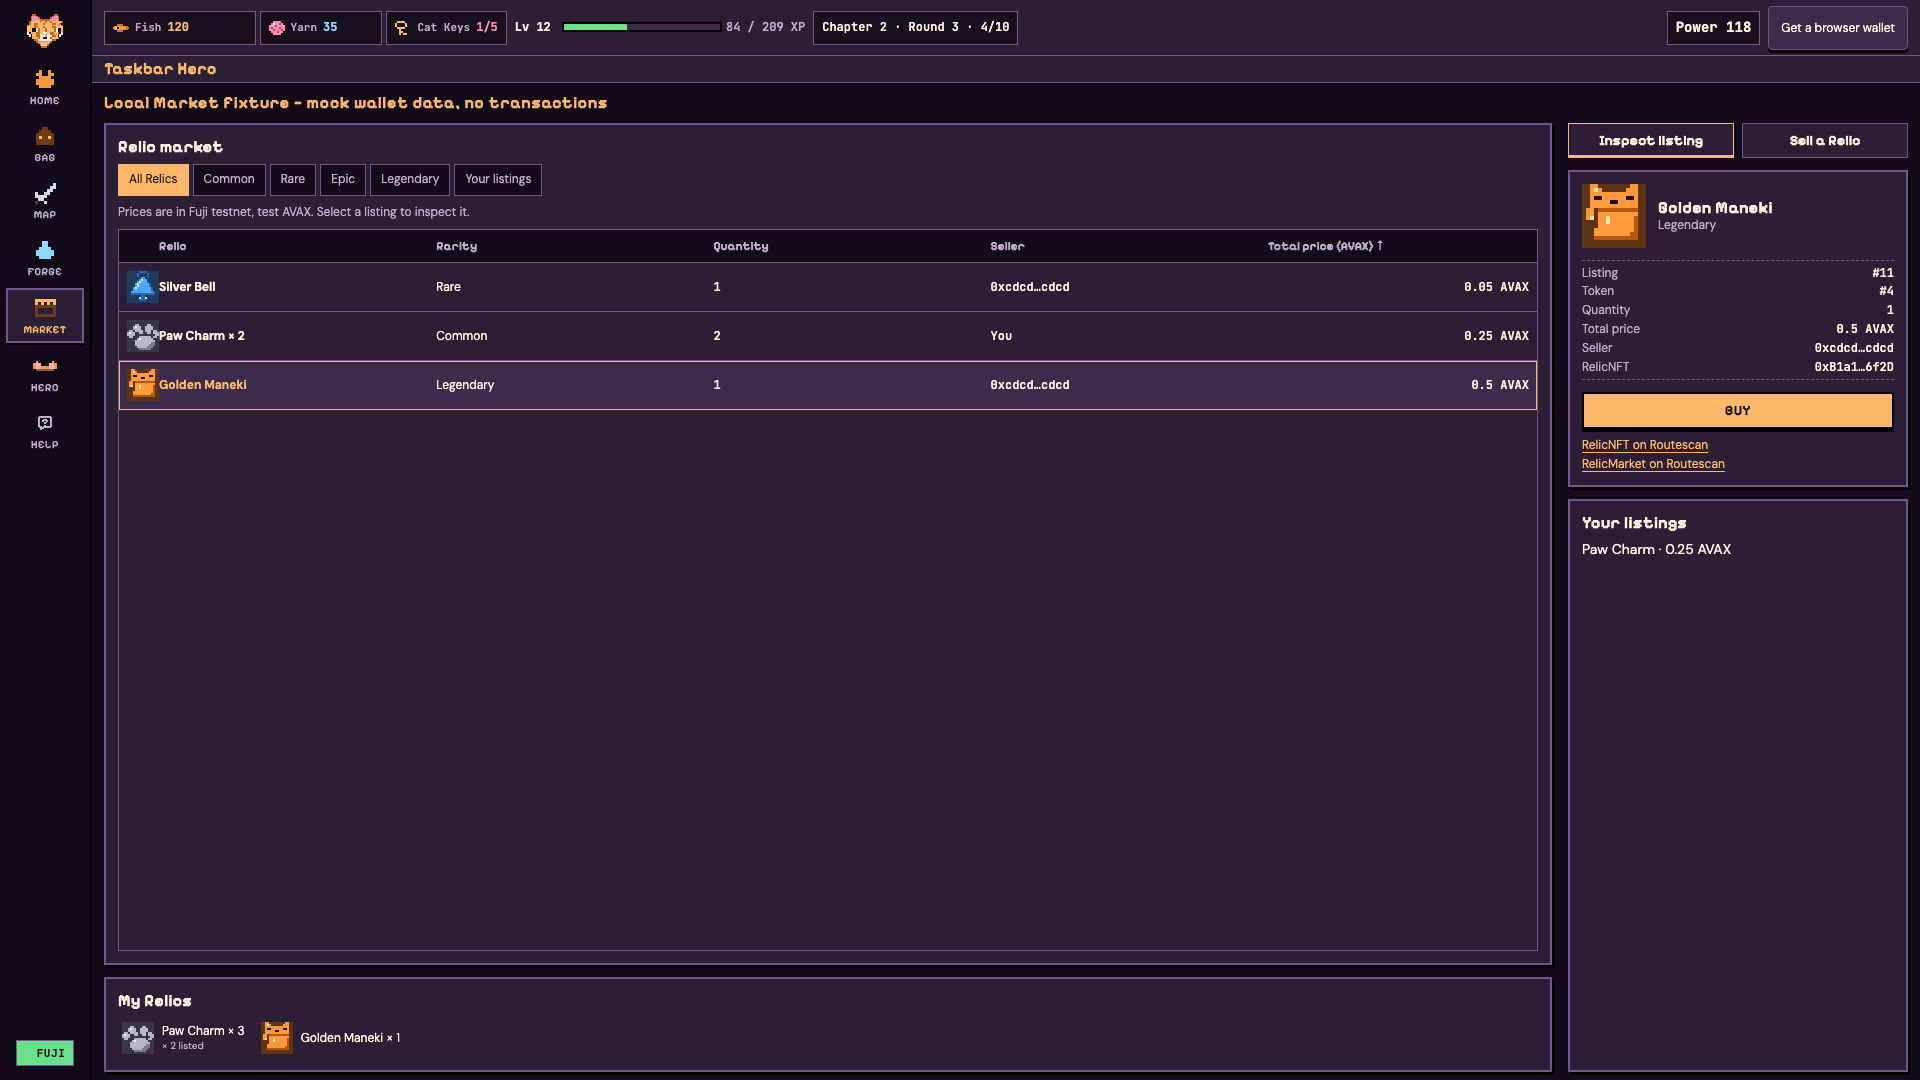 Fish 120
Yarn 35
Cat Keys 1/5
Lv 12
84 / 209 XP
Chapter 2 · Round 3 · 4/10
Power 118
Get a browser wallet
HOME
BAG
MAP
FORGE
MARKET
HERO
HELP
FUJI
Taskbar Hero
Local Market Fixture - mock wallet data, no transactions
Relic market
All Relics
Common
Rare
Epic
Legendary
Your listings
Prices are in Fuji testnet, test AVAX. Select a listing to inspect it.
Relic Rarity Quantity Seller Total price (AVAX) ↑
Silver Bell Rare 1 0xcdcd…cdcd 0.05 AVAX
Paw Charm × 2 Common 2 You 0.25 AVAX
Golden Maneki Legendary 1 0xcdcd…cdcd 0.5 AVAX
My Relics
Paw Charm × 3
× 2 listed
Golden Maneki × 1
Inspect listing
Sell a Relic
Golden Maneki
Legendary
Listing #11
Token #4
Quantity 1
Total price 0.5 AVAX
Seller 0xcdcd…cdcd
RelicNFT 0xB1a1…6f2D
BUY
RelicNFT on Routescan
RelicMarket on Routescan
Your listings
Paw Charm · 0.25 AVAX